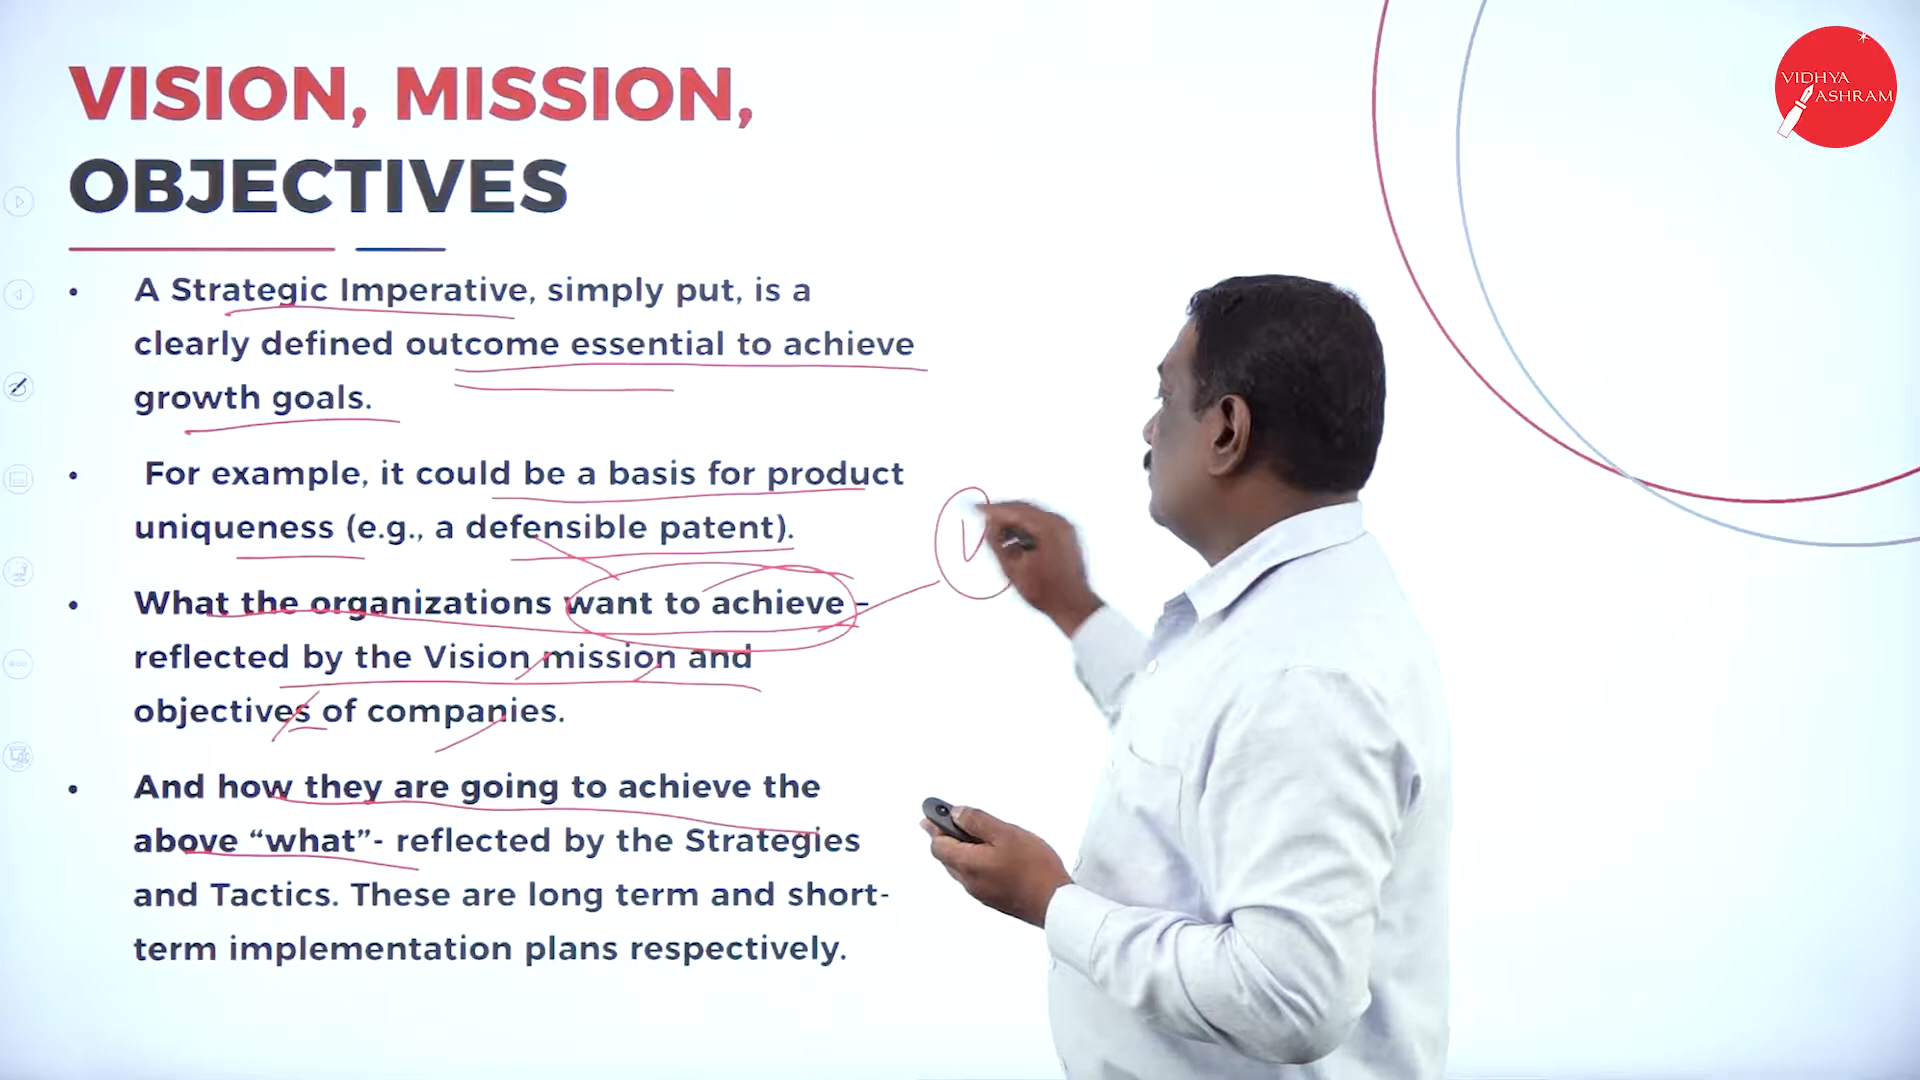 VISION, MISSION,
OBJECTIVES
VIDHYA
ASHRAM
• A Strategic Imperative, simply put, is a
clearly defined outcome essential to achieve
growth goals.
• For example, it could be a basis for product
uniqueness (e.g., a defensible patent).
• What the organizations want to achieve –
reflected by the Vision mission and
objectives of companies.
• And how they are going to achieve the
above “what”- reflected by the Strategies
and Tactics. These are long term and short-
term implementation plans respectively.
V